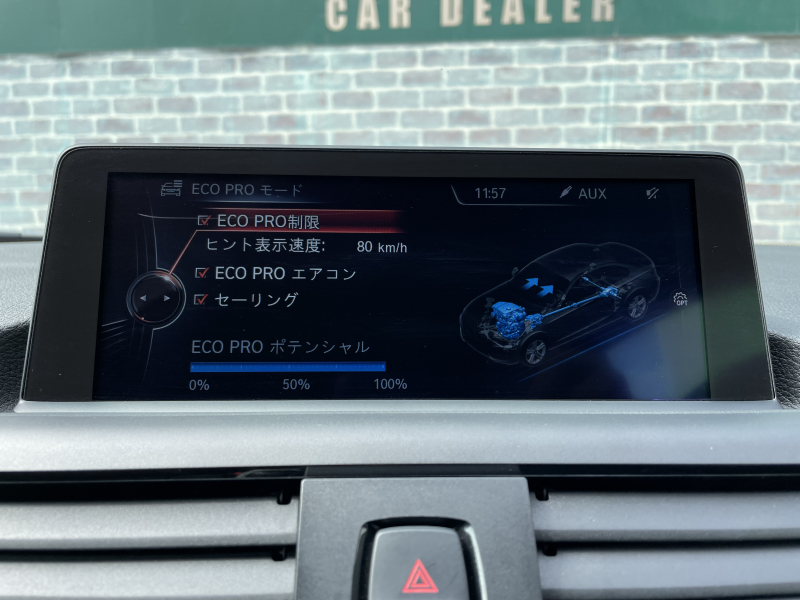 CAR DEALER
ECO PRO モード
11:57
AUX
ECO PRO制限
ヒント表示速度: 80 km/h
ECO PRO エアコン
セーリング
OPT
ECO PRO ポテンシャル
0% 50% 100%